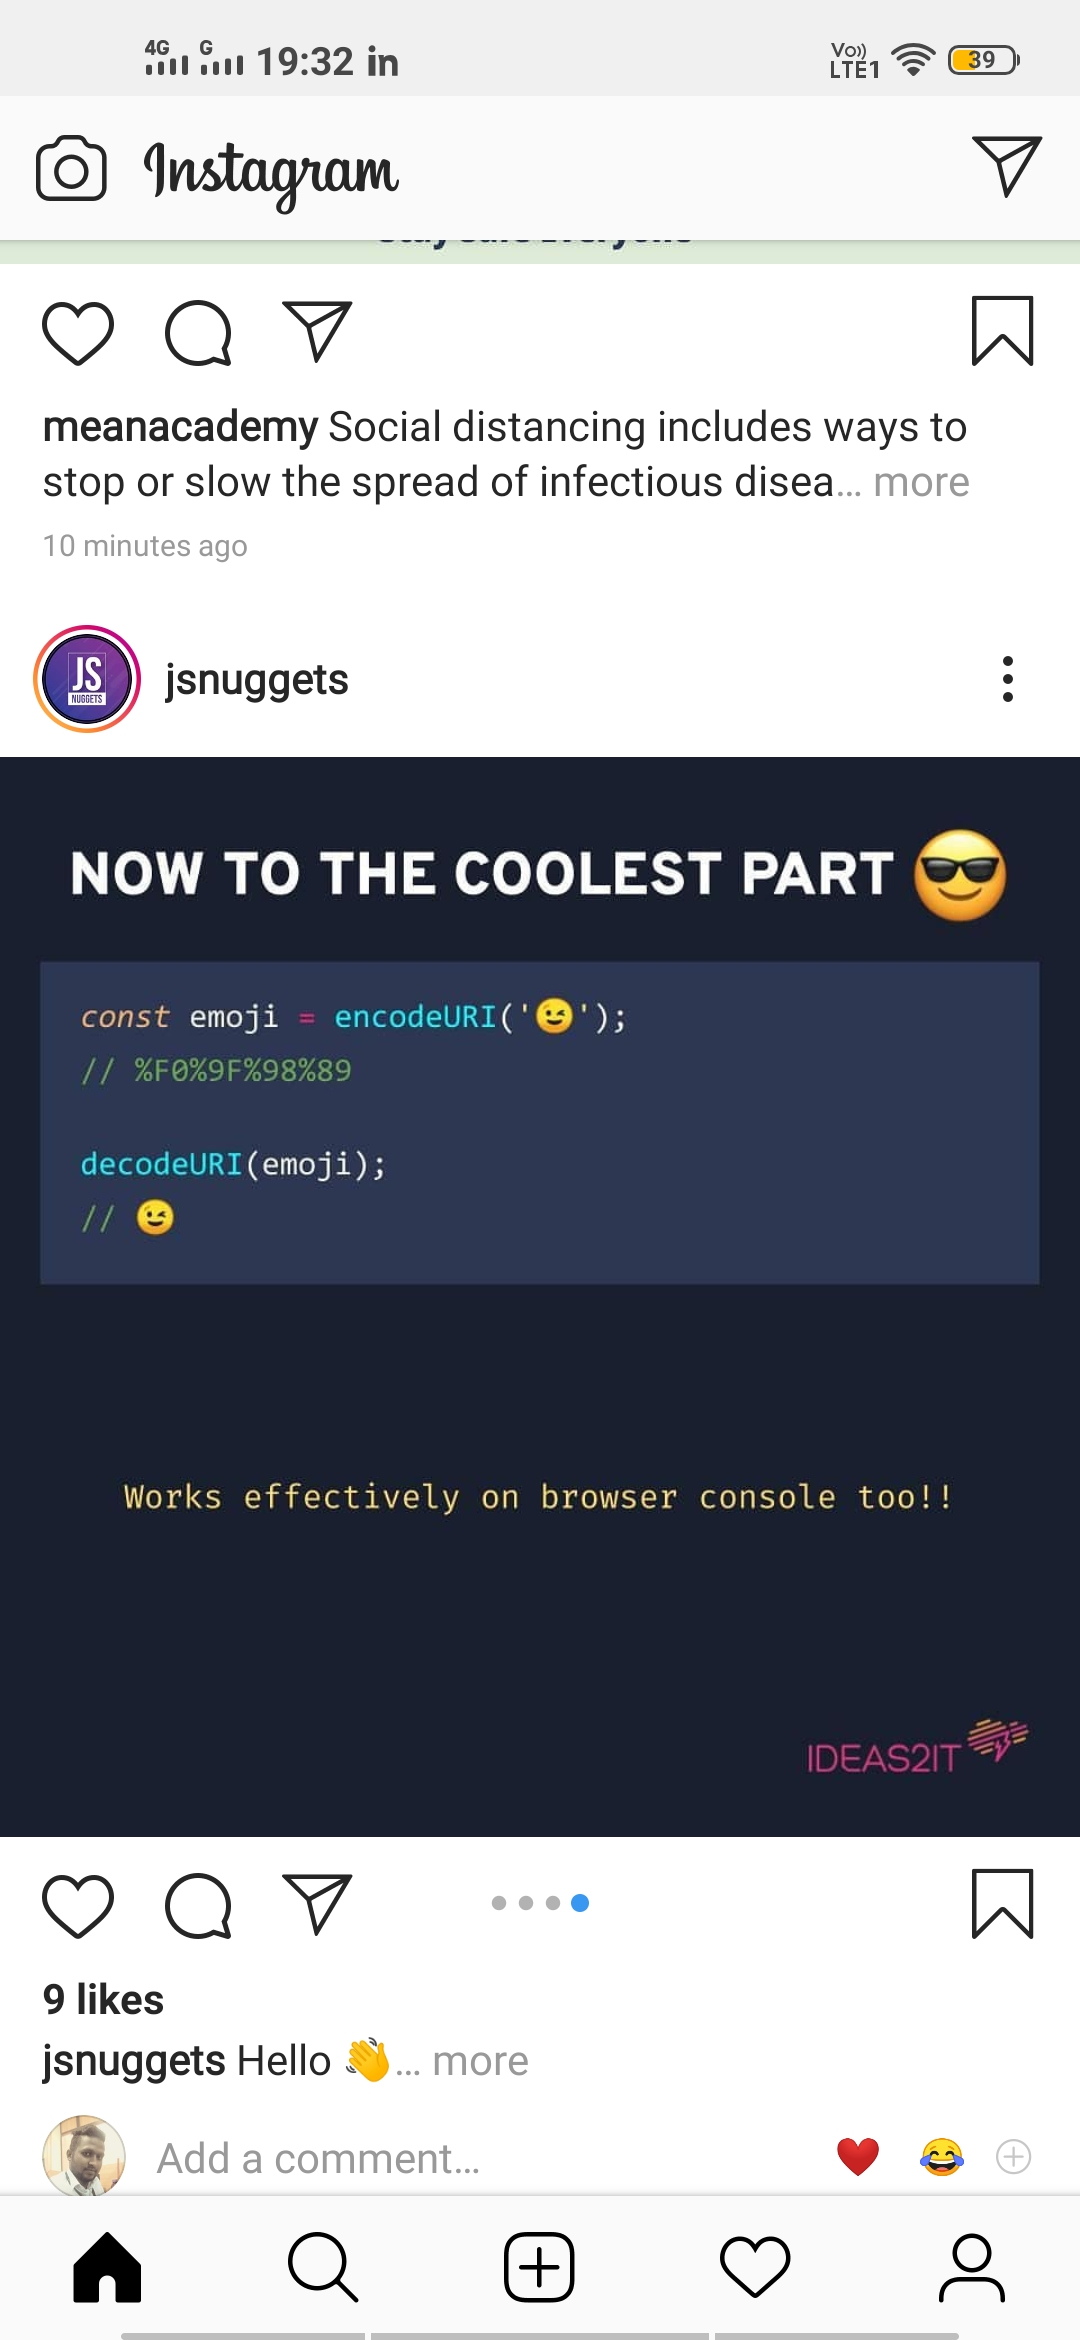 4G G 19:32 in Vo)) LTE1 39
Instagram
Stay Safe Everyone
meanacademy Social distancing includes ways to
stop or slow the spread of infectious disea... more
10 minutes ago
JS
NUGGETS
jsnuggets
NOW TO THE COOLEST PART 😎
const emoji = encodeURI('😉');
// %F0%9F%98%89
decodeURI(emoji);
// 😉
Works effectively on browser console too!!
IDEAS2IT
9 likes
jsnuggets Hello 👋... more
Add a comment... ❤️ 😂